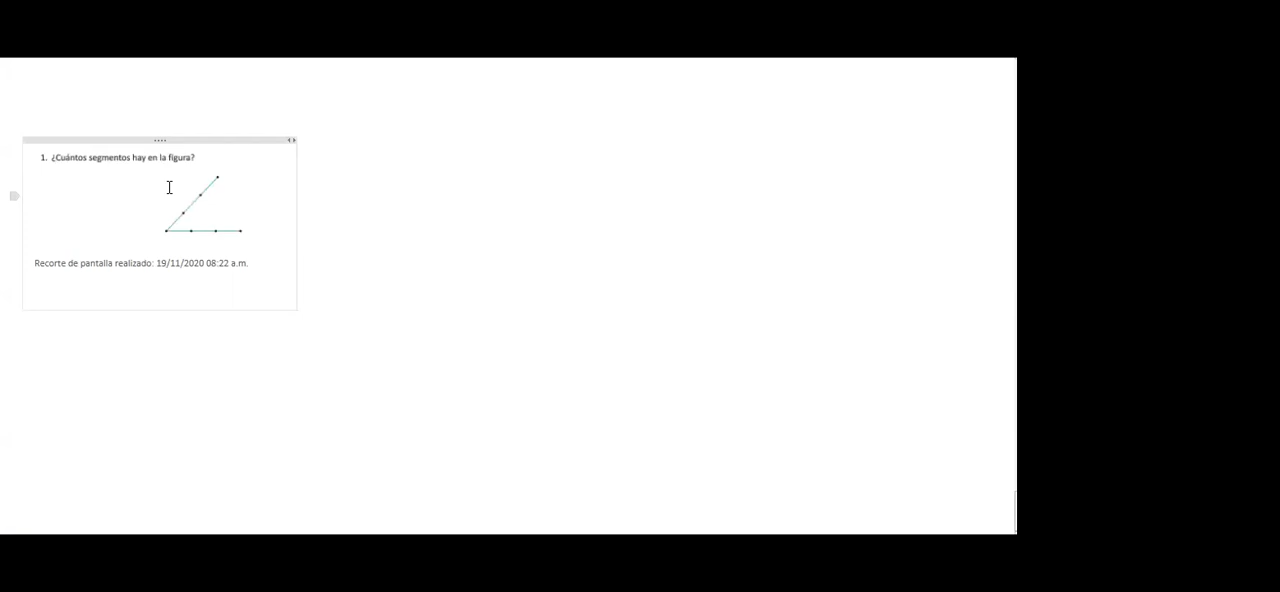 1. ¿Cuántos segmentos hay en la figura?
Recorte de pantalla realizado: 19/11/2020 08:22 a.m.